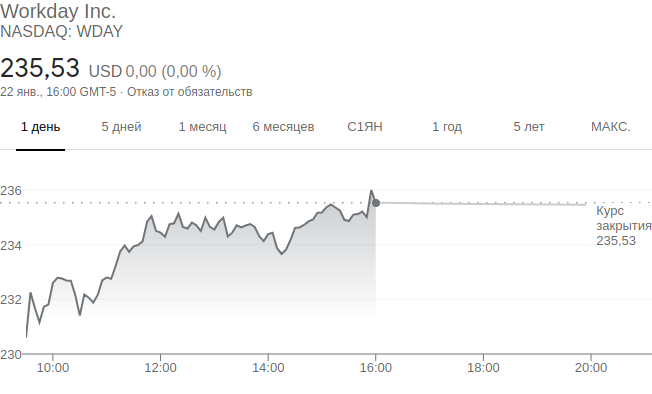 Workday Inc.
NASDAQ: WDAY
235,53 USD 0,00 (0,00 %)
22 янв., 16:00 GMT-5 · Отказ от обязательств
1 день 5 дней 1 месяц 6 месяцев С1ЯН 1 год 5 лет МАКС.
236
Курс
закрытия
235,53
234
232
230
10:00 12:00 14:00 16:00 18:00 20:00